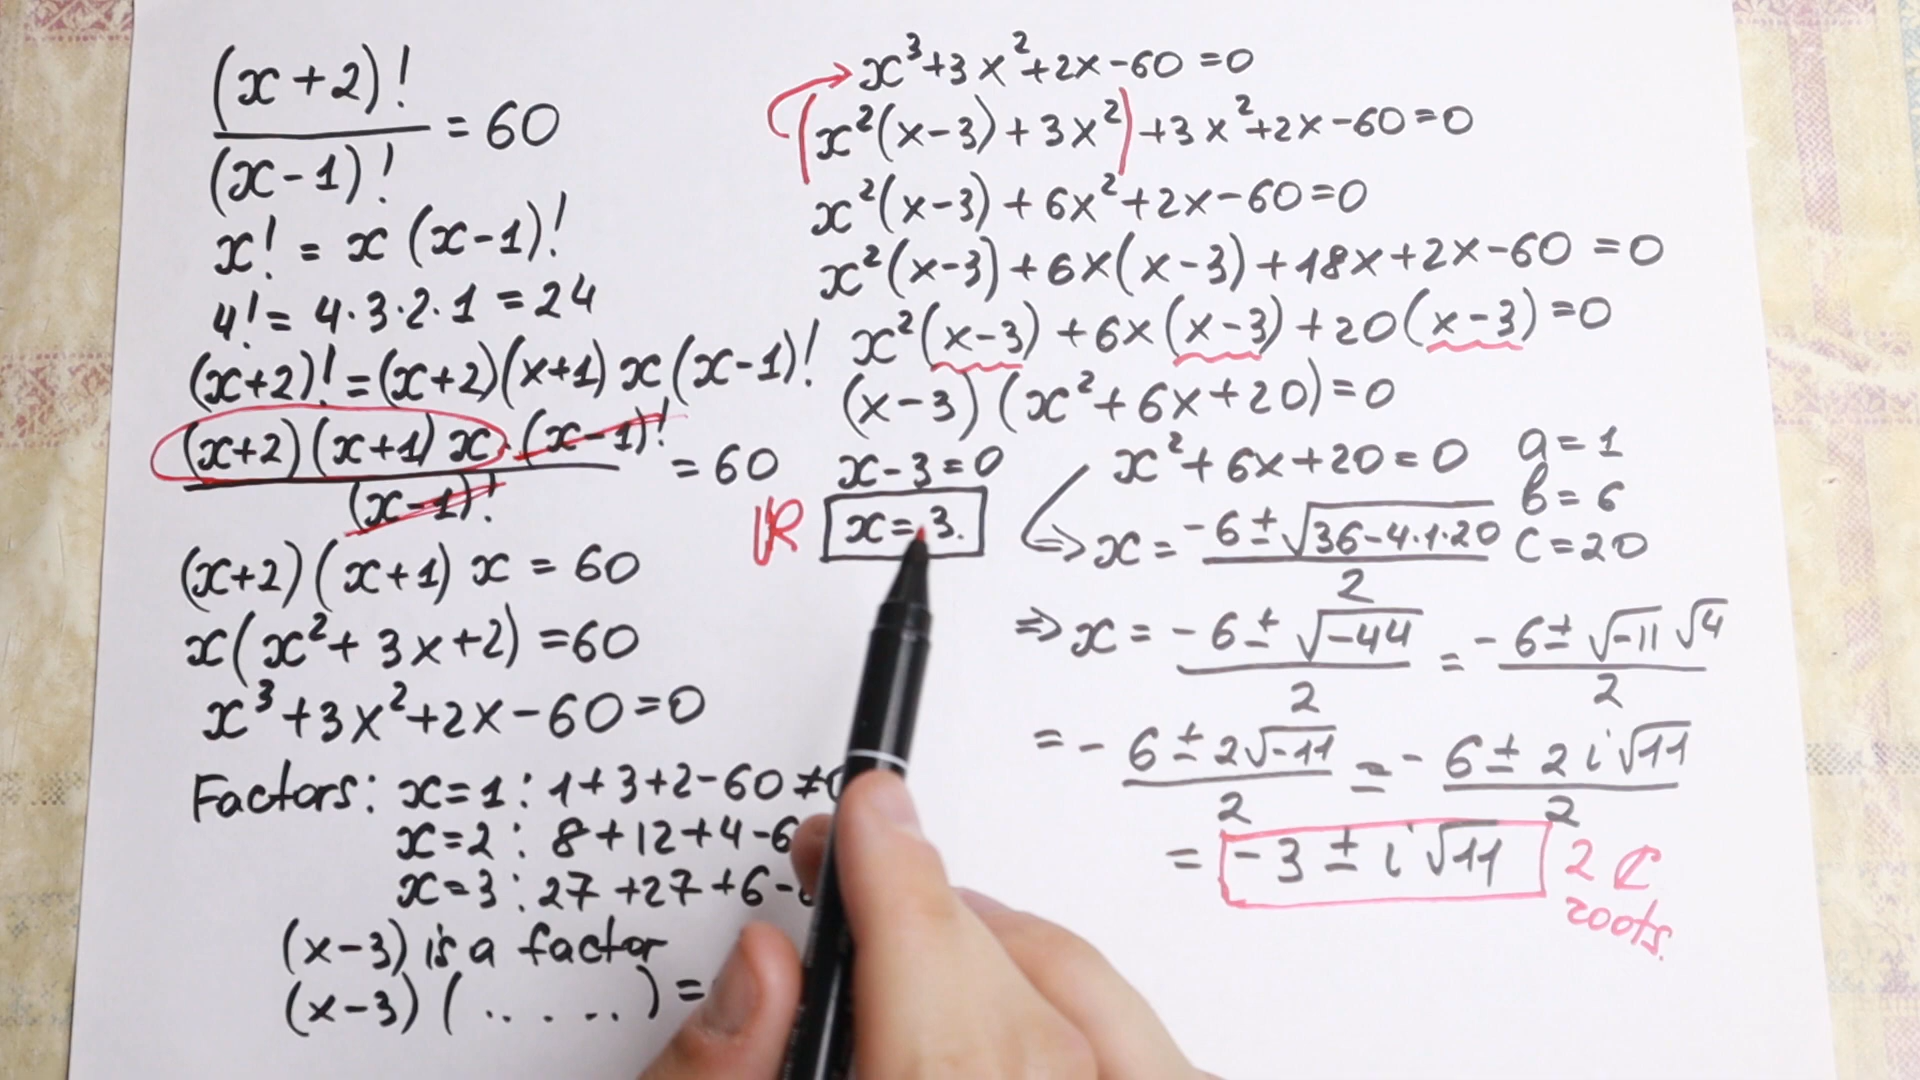 (x+2)!
/(x-1)! = 60
x! = x (x-1)!
4! = 4·3·2·1 = 24
(x+2)! = (x+2)(x+1) x (x-1)!
(x+2)(x+1) x · (x-1)!
/(x-1)! = 60
(x+2)(x+1) x = 60
x(x²+3x+2) = 60
x³+3x²+2x-60=0
Factors: x=1 : 1+3+2-60≠0
x=2 : 8+12+4-6
x=3 : 27+27+6-
(x-3) is a factor
(x-3) (.....) =
x³+3x²+2x-60=0
(x²(x-3)+3x²)+3x²+2x-60=0
x²(x-3)+6x²+2x-60=0
x²(x-3)+6x(x-3)+18x+2x-60=0
x²(x-3)+6x(x-3)+20(x-3)=0
(x-3)(x²+6x+20)=0
x-3=0
ℝ x=3.
x²+6x+20=0
a=1
b=6
c=20
=> x = -6±√36-4·1·20 / 2
=> x = -6±√-44 / 2 = -6±√-11 √4 / 2
= - 6±2√-11 / 2 = - 6±2i√11 / 2
= -3±i√11 2 ℂ
roots.